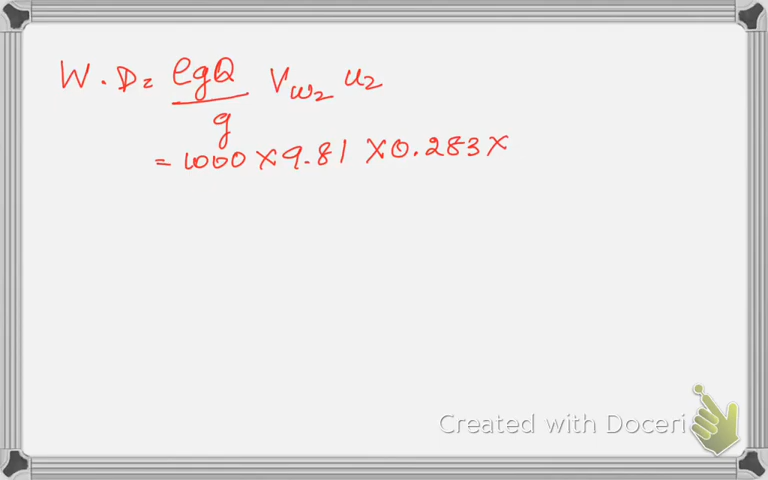 W.D= ρgQ/g Vw₂ u₂
= 1000 × 9.81 × 0.283 ×
Created with Doceri